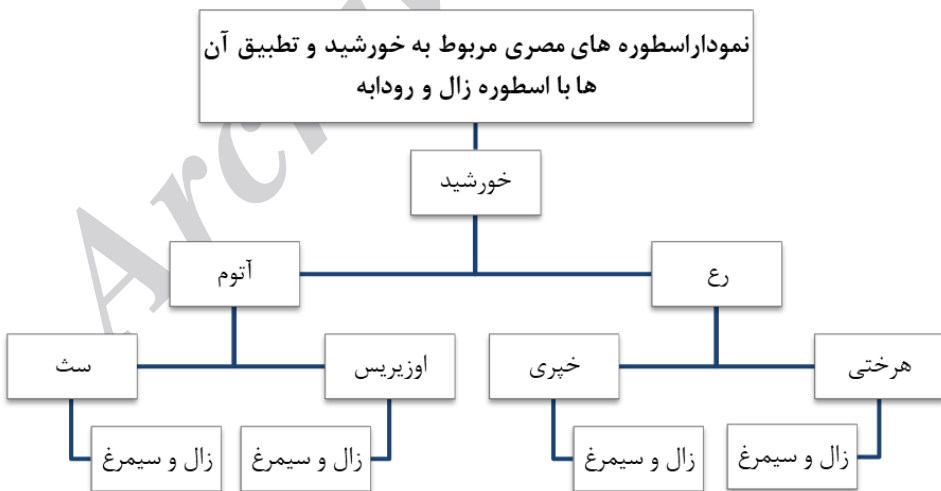 نموداراسطوره های مصری مربوط به خورشید و تطبیق آن
ها با اسطوره زال و رودابه
خورشید
رع
آتوم
هرختی
خپری
اوزیریس
سث
زال و سیمرغ
زال و سیمرغ
زال و سیمرغ
زال و سیمرغ